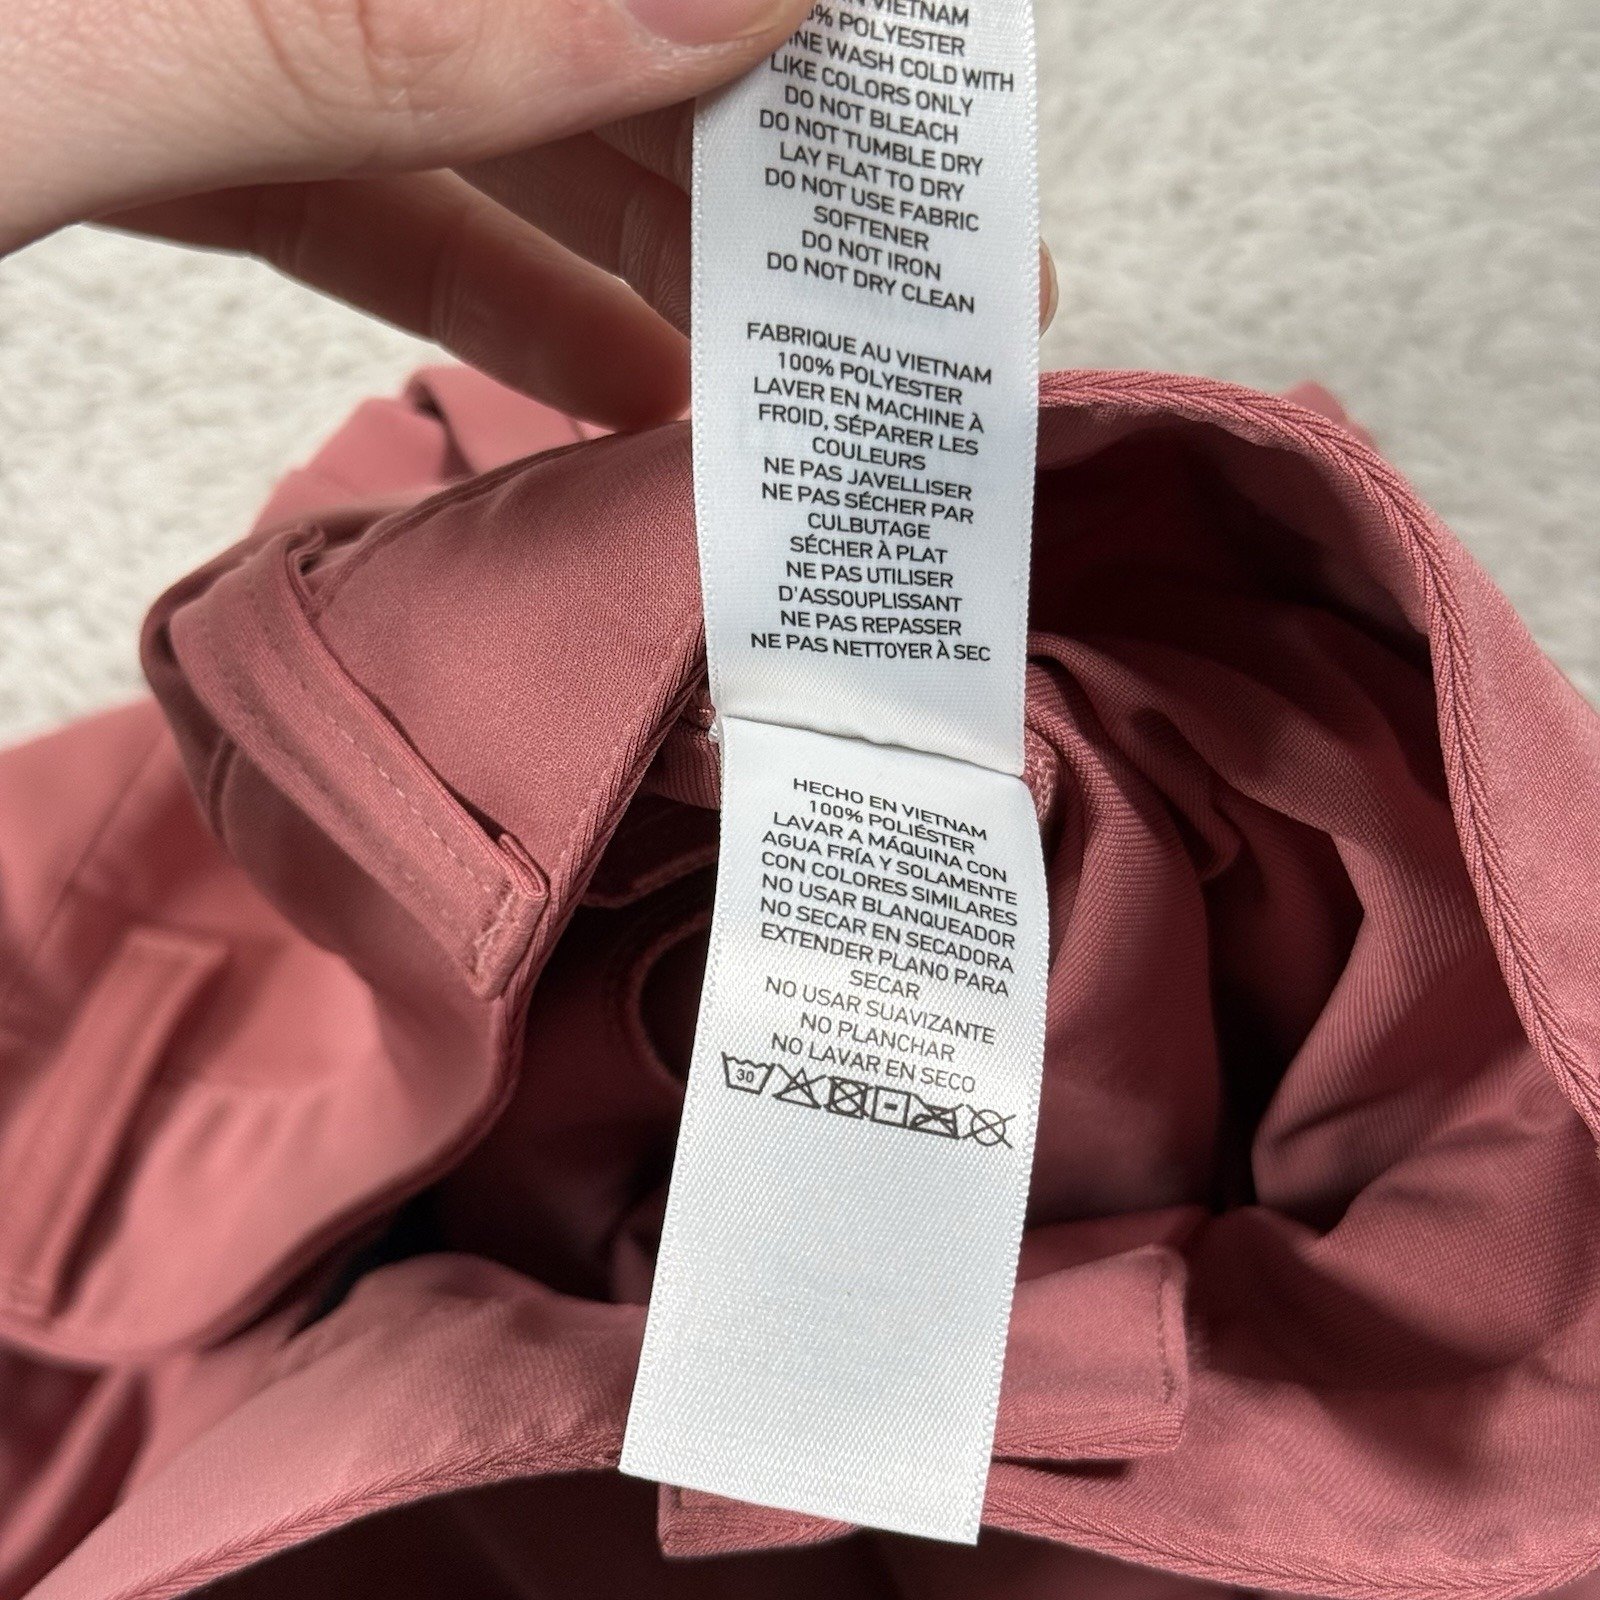 VIETNAM
% POLYESTER
WASH COLD WITH
LIKE COLORS ONLY
DO NOT BLEACH
DO NOT TUMBLE DRY
LAY FLAT TO DRY
DO NOT USE FABRIC
SOFTENER
DO NOT IRON
DO NOT DRY CLEAN
FABRIQUE AU VIETNAM
100% POLYESTER
LAVER EN MACHINE À
FROID, SÉPARER LES
COULEURS
NE PAS JAVELLISER
NE PAS SÉCHER PAR
CULBUTAGE
SÉCHER À PLAT
NE PAS UTILISER
D'ASSOUPLISSANT
NE PAS REPASSER
NE PAS NETTOYER À SEC
HECHO EN VIETNAM
100% POLIÉSTER
LAVAR A MÁQUINA CON
AGUA FRÍA Y SOLAMENTE
CON COLORES SIMILARES
NO USAR BLANQUEADOR
NO SECAR EN SECADORA
EXTENDER PLANO PARA
SECAR
NO USAR SUAVIZANTE
NO PLANCHAR
NO LAVAR EN SECO
30